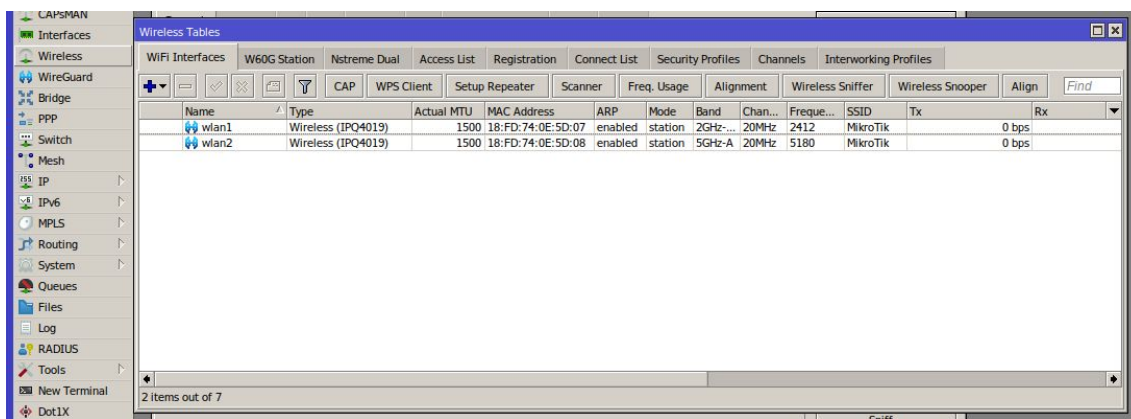 CAPsMAN
Interfaces
Wireless
WireGuard
Bridge
PPP
Switch
Mesh
IP
IPv6
MPLS
Routing
System
Queues
Files
Log
RADIUS
Tools
New Terminal
Dot1X
Wireless Tables
WiFi Interfaces W60G Station Nstreme Dual Access List Registration Connect List Security Profiles Channels Interworking Profiles
CAP WPS Client Setup Repeater Scanner Freq. Usage Alignment Wireless Sniffer Wireless Snooper Align Find
Name Type Actual MTU MAC Address ARP Mode Band Chan... Freque... SSID Tx Rx
wlan1 Wireless (IPQ4019) 1500 18:FD:74:0E:5D:07 enabled station 2GHz-... 20MHz 2412 MikroTik 0 bps
wlan2 Wireless (IPQ4019) 1500 18:FD:74:0E:5D:08 enabled station 5GHz-A 20MHz 5180 MikroTik 0 bps
2 items out of 7